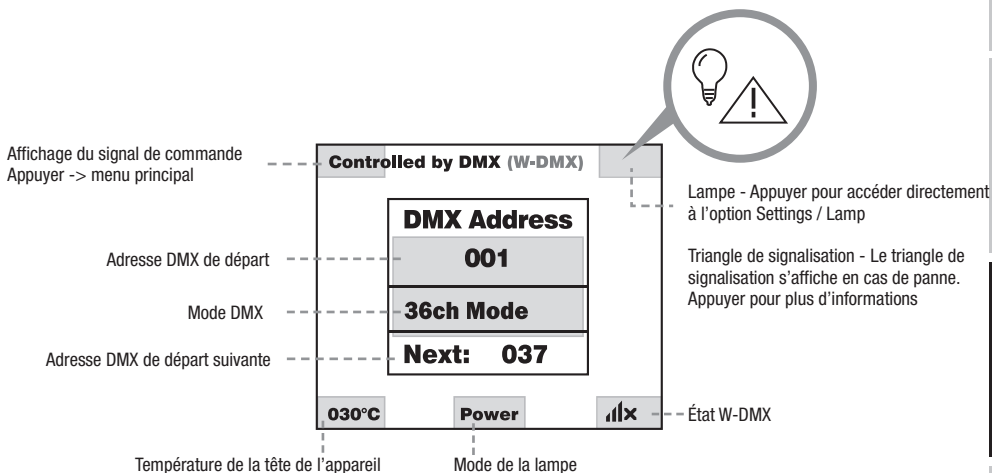 Affichage du signal de commande
Appuyer -> menu principal
Controlled by DMX (W-DMX)
Lampe - Appuyer pour accéder directement
à l'option Settings / Lamp
DMX Address
Adresse DMX de départ
001
Triangle de signalisation - Le triangle de
signalisation s'affiche en cas de panne.
Appuyer pour plus d'informations
Mode DMX
36ch Mode
Adresse DMX de départ suivante
Next: 037
030°C
Power
État W-DMX
Température de la tête de l'appareil
Mode de la lampe